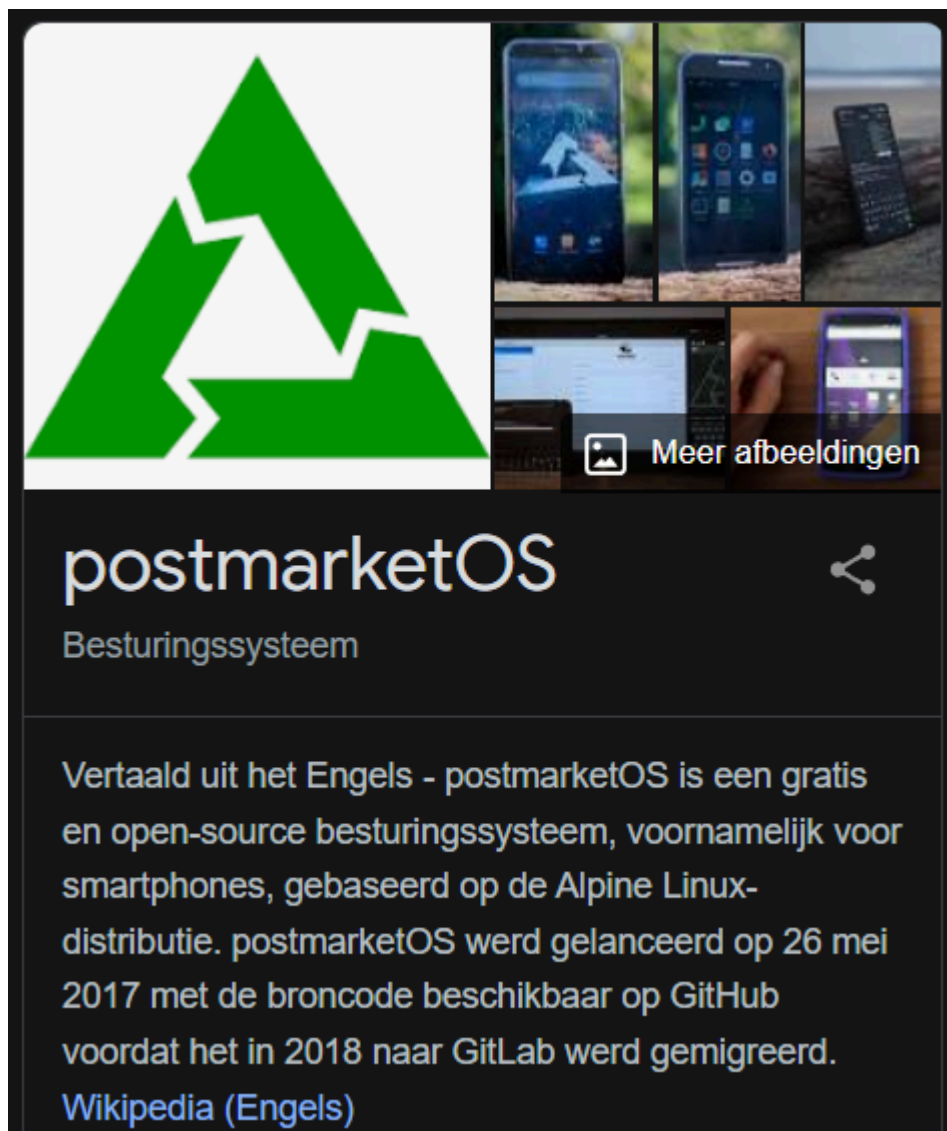 Meer afbeeldingen
postmarketOS
Besturingssysteem
Vertaald uit het Engels - postmarketOS is een gratis
en open-source besturingssysteem, voornamelijk voor
smartphones, gebaseerd op de Alpine Linux-
distributie. postmarketOS werd gelanceerd op 26 mei
2017 met de broncode beschikbaar op GitHub
voordat het in 2018 naar GitLab werd gemigreerd.
Wikipedia (Engels)